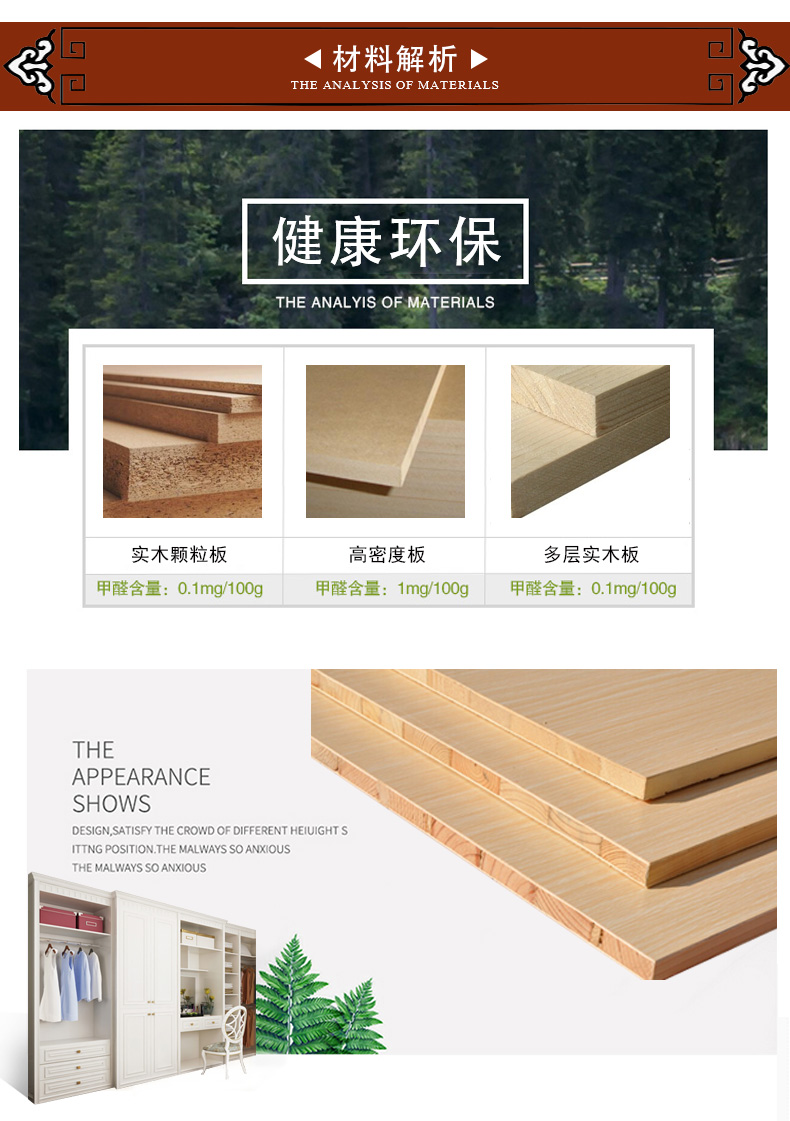 材料解析
THE ANALYSIS OF MATERIALS
健康环保
THE ANALYIS OF MATERIALS
实木颗粒板
高密度板
多层实木板
甲醛含量：0.1mg/100g
甲醛含量：1mg/100g
甲醛含量：0.1mg/100g
THE
APPEARANCE
SHOWS
DESIGN,SATISFY THE CROWD OF DIFFERENT HEIUIGHT S
ITTNG POSITION.THE MALWAYS SO ANXIOUS
THE MALWAYS SO ANXIOUS